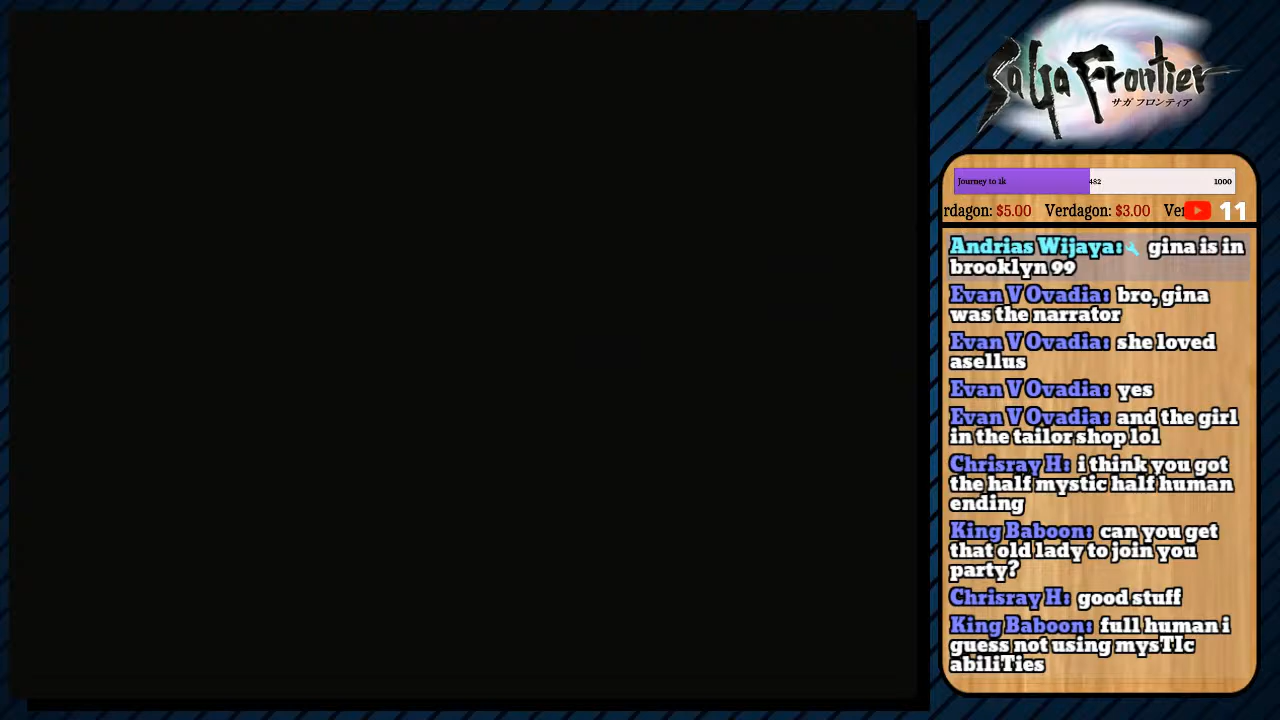 SaGa Frontier
サガ フロンティア
Journey to 1k 482 1000
rdagon: $5.00 Verdagon: $3.00 Ver 11
Andrias Wijaya: gina is in
brooklyn 99
Evan V Ovadia: bro, gina
was the narrator
Evan V Ovadia: she loved
asellus
Evan V Ovadia: yes
Evan V Ovadia: and the girl
in the tailor shop lol
Chrisray H: i think you got
the half mystic half human
ending
King Baboon: can you get
that old lady to join you
party?
Chrisray H: good stuff
King Baboon: full human i
guess not using mysTIc
abiliTies